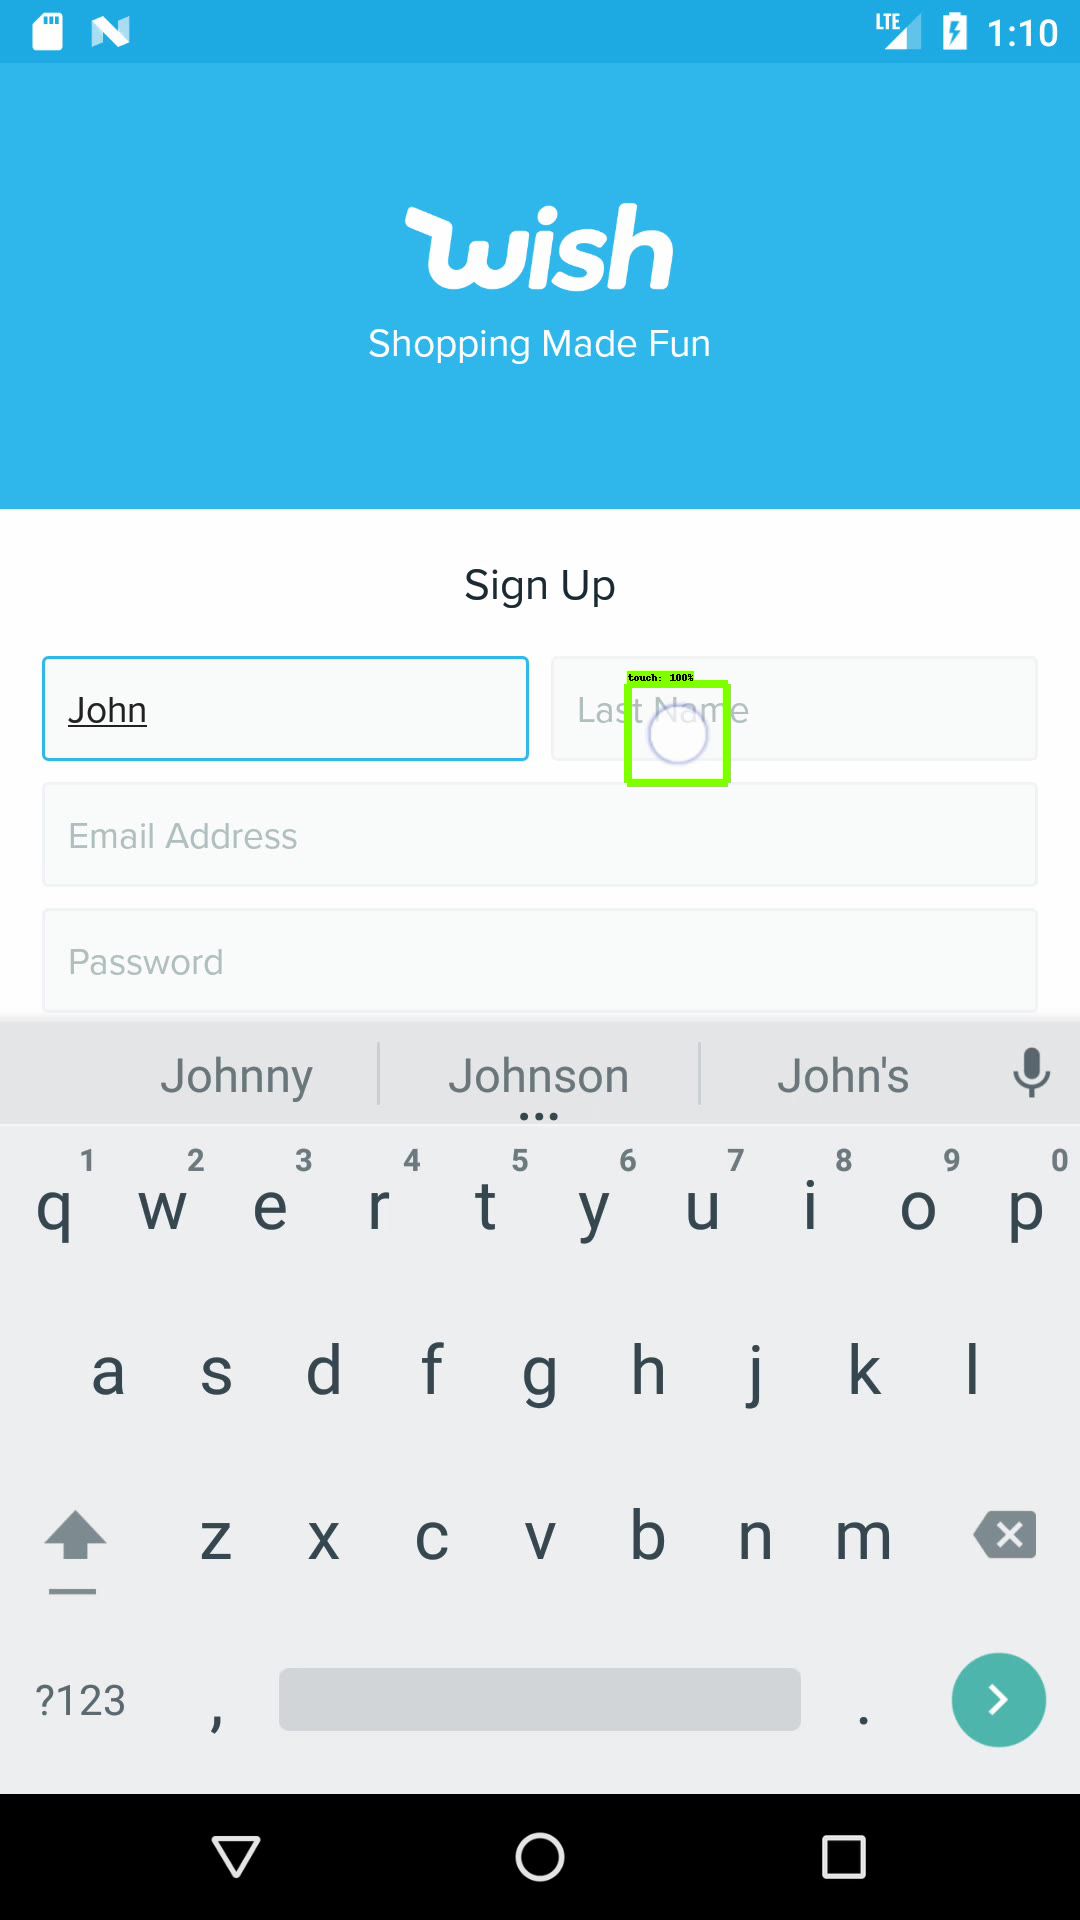 LTE 1:10
wish
Shopping Made Fun
Sign Up
John Last Name
touch: 100%
Email Address
Password
Johnny Johnson John's
1 2 3 4 5 6 7 8 9 0
q w e r t y u i o p
a s d f g h j k l
z x c v b n m
?123 , .